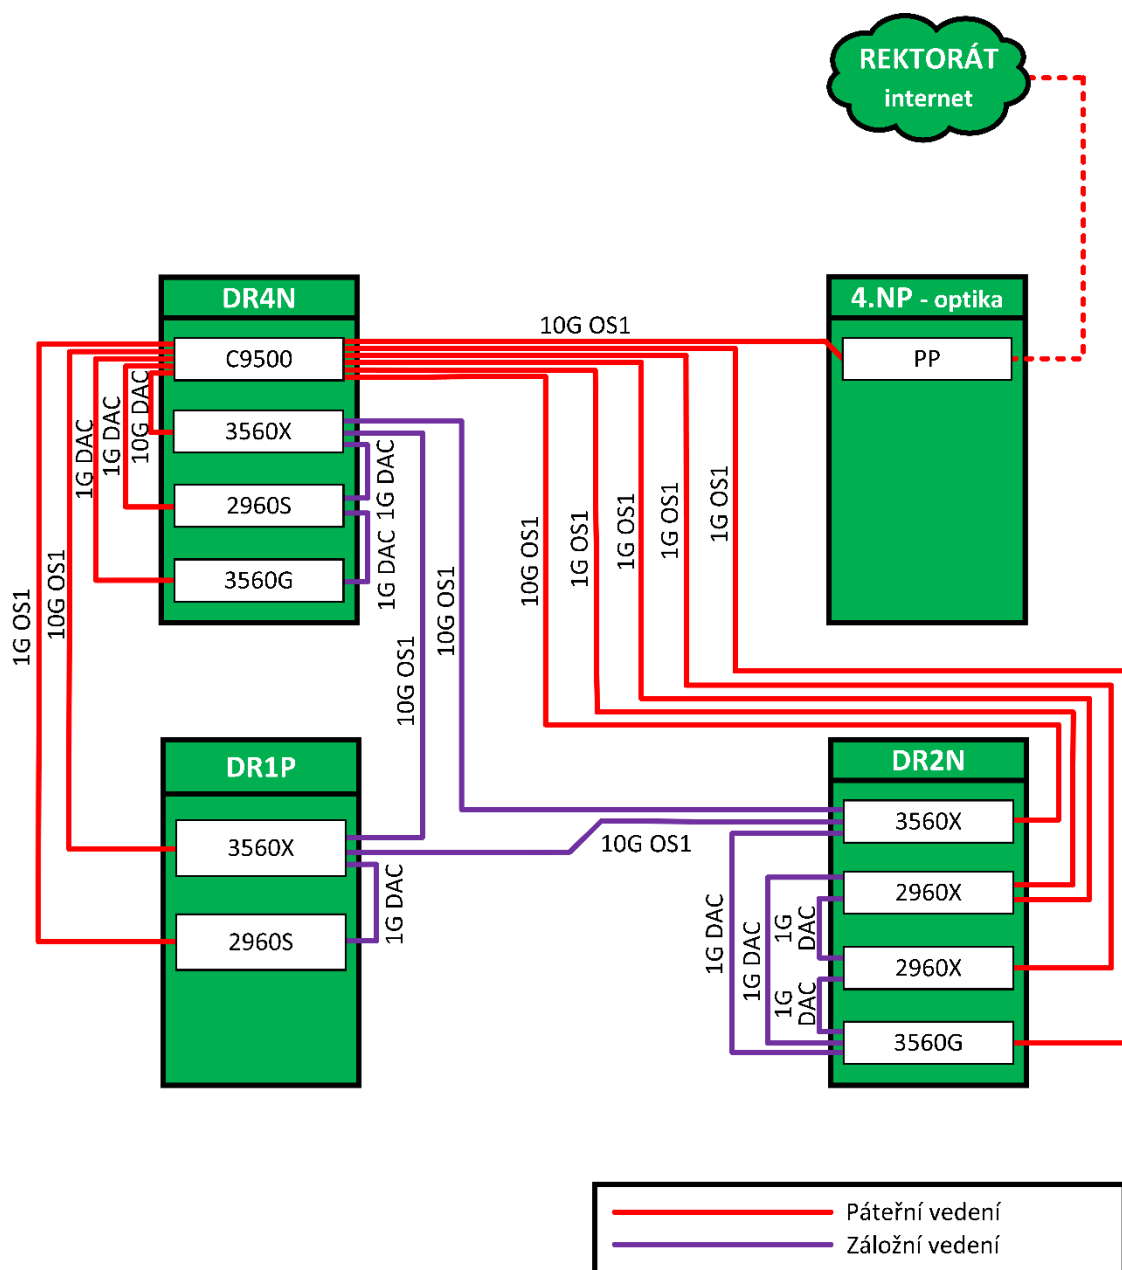 REKTORÁT
internet
DR4N
C9500
3560X
2960S
3560G
4.NP - optika
PP
10G OS1
1G DAC
1G DAC
10G DAC
1G DAC
1G DAC
1G OS1
10G OS1
10G OS1
10G OS1
10G OS1
1G OS1
1G OS1
1G OS1
1G OS1
DR1P
3560X
2960S
1G DAC
10G OS1
DR2N
3560X
2960X
2960X
3560G
1G DAC
1G DAC
1G
DAC
1G
DAC
Páteřní vedení
Záložní vedení